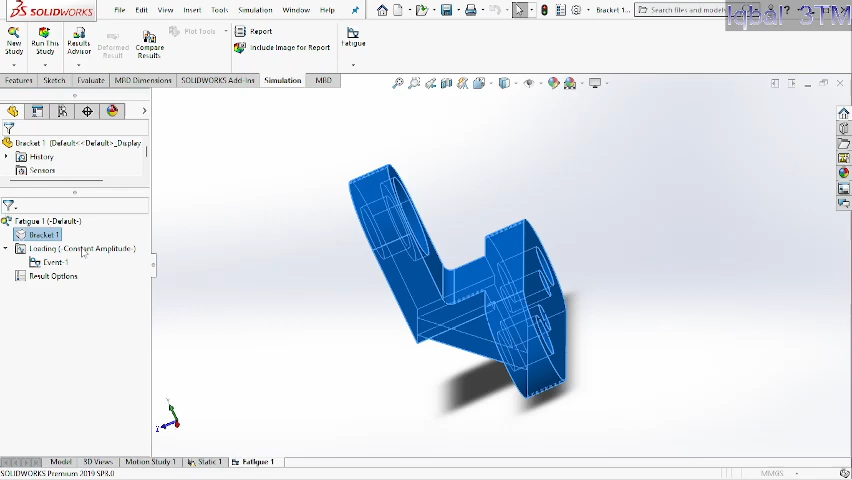 SOLIDWORKS File Edit View Insert Tools Simulation Window Help Bracket 1... Search files and models Iqbal_3TM
New Study
Run This Study
Results Advisor
Deformed Result
Compare Results
Plot Tools
Report
Include Image for Report
Fatigue
Features Sketch Evaluate MBD Dimensions SOLIDWORKS Add-Ins Simulation MBD
Bracket 1 (Default<<Default>_Display
History
Sensors
Fatigue 1 (-Default-)
Bracket 1
Loading (-Constant Amplitude-)
Event-1
Result Options
Model 3D Views Motion Study 1 Static 1 Fatigue 1
SOLIDWORKS Premium 2019 SP3.0 MMGS